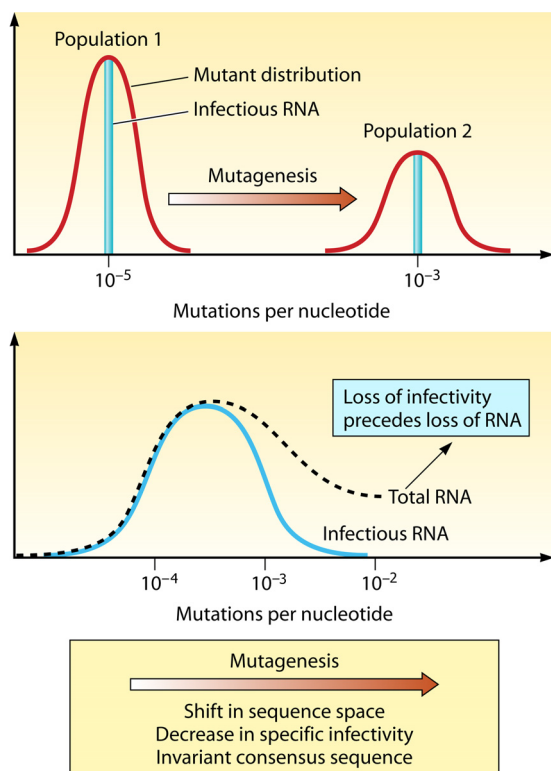 Population 1
Mutant distribution
Infectious RNA
Population 2
Mutagenesis
10⁻⁵
10⁻³
Mutations per nucleotide
Loss of infectivity
precedes loss of RNA
Total RNA
Infectious RNA
10⁻⁴
10⁻³
10⁻²
Mutations per nucleotide
Mutagenesis
Shift in sequence space
Decrease in specific infectivity
Invariant consensus sequence